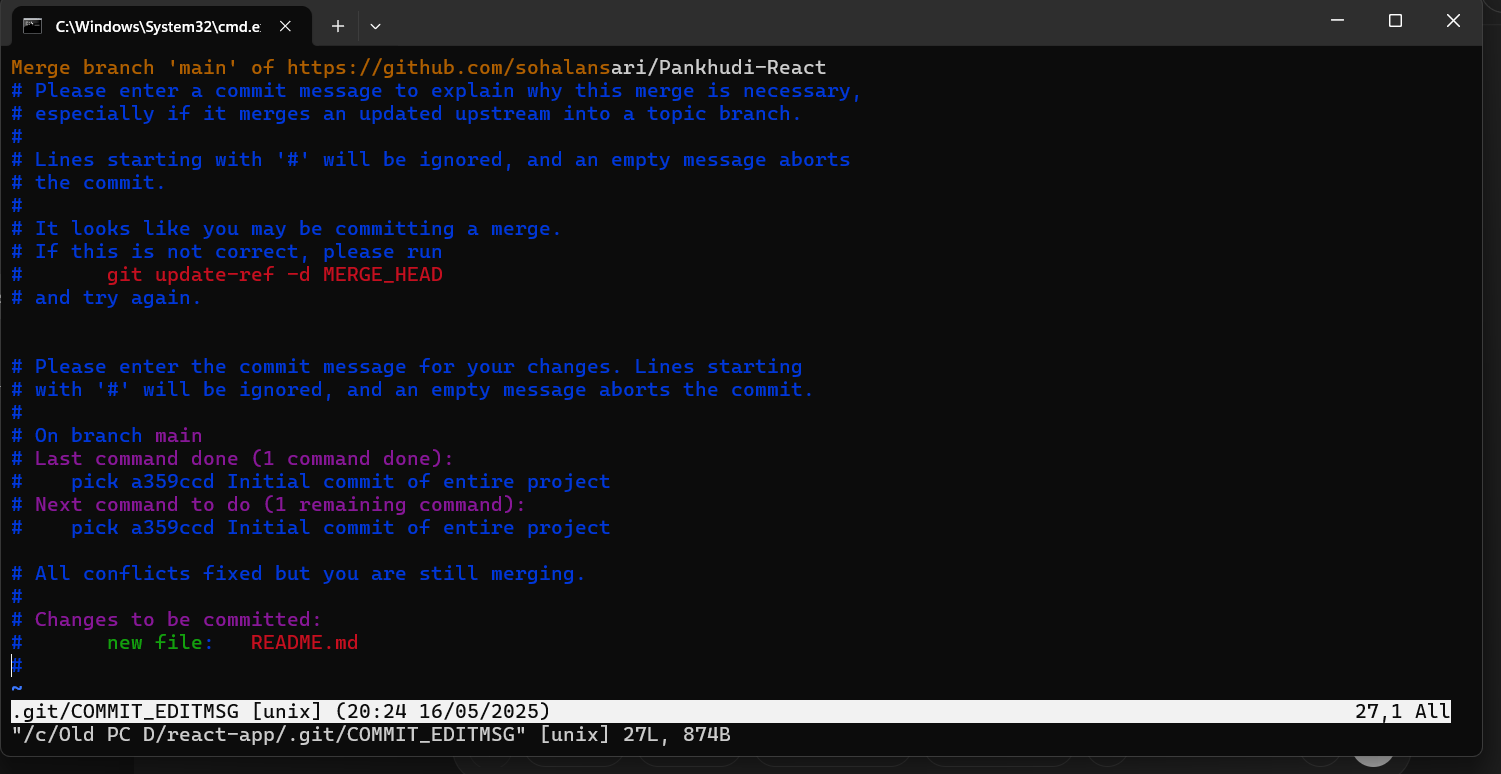 C:\Windows\System32\cmd.e
Merge branch 'main' of https://github.com/sohalansari/Pankhudi-React
# Please enter a commit message to explain why this merge is necessary,
# especially if it merges an updated upstream into a topic branch.
#
# Lines starting with '#' will be ignored, and an empty message aborts
# the commit.
#
# It looks like you may be committing a merge.
# If this is not correct, please run
#       git update-ref -d MERGE_HEAD
# and try again.
# Please enter the commit message for your changes. Lines starting
# with '#' will be ignored, and an empty message aborts the commit.
#
# On branch main
# Last command done (1 command done):
#    pick a359ccd Initial commit of entire project
# Next command to do (1 remaining command):
#    pick a359ccd Initial commit of entire project
# All conflicts fixed but you are still merging.
#
# Changes to be committed:
#       new file:   README.md
#
~
.git/COMMIT_EDITMSG [unix] (20:24 16/05/2025) 27,1 All
"/c/Old PC D/react-app/.git/COMMIT_EDITMSG" [unix] 27L, 874B